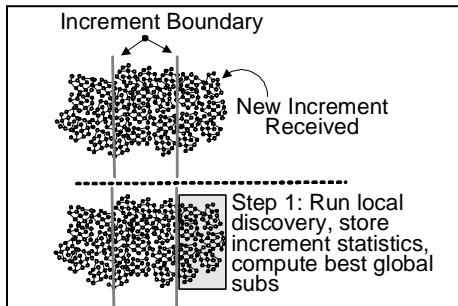 Increment Boundary
New Increment
Received
Step 1: Run local
discovery, store
increment statistics,
compute best global
subs